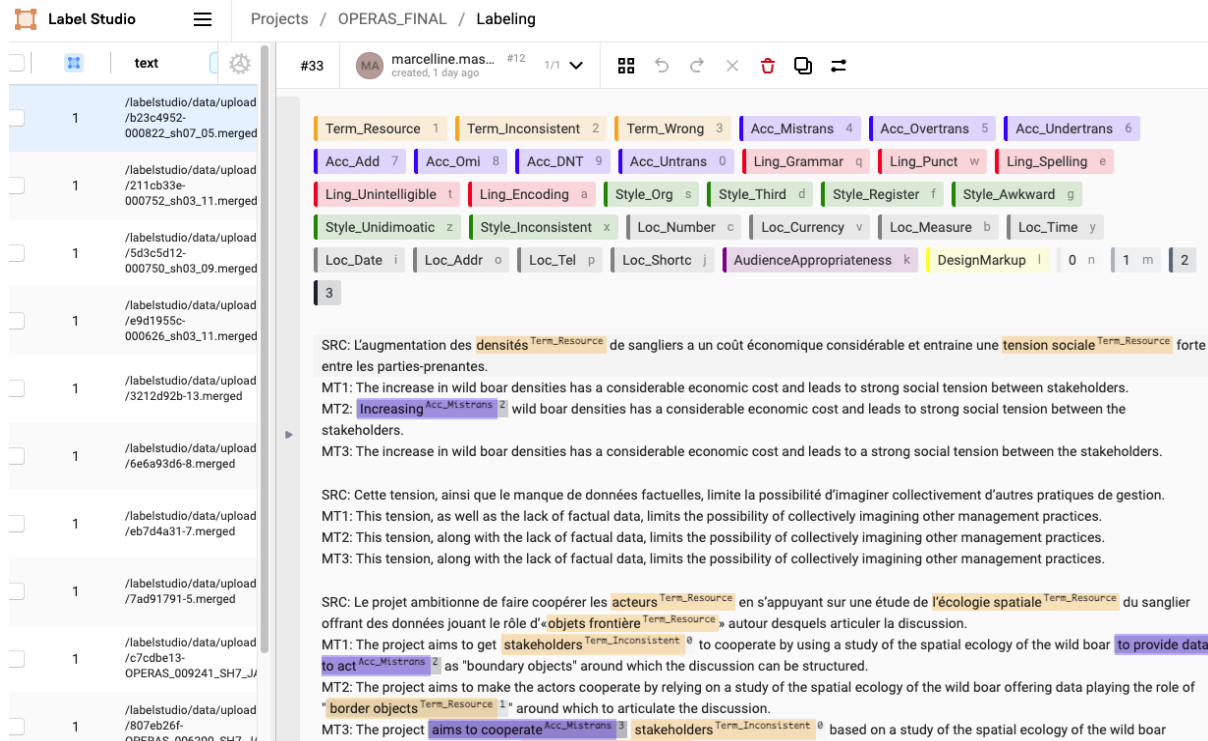 Label Studio
Projects / OPERAS_FINAL / Labeling
text
#33 MA marcelline.mas... #12 1/1
created, 1 day ago
1 /labelstudio/data/upload
/b23c4952-
000822_sh07_05.merged
1 /labelstudio/data/upload
/211cb33e-
000752_sh03_11.merged
1 /labelstudio/data/upload
/5d3c5d12-
000750_sh03_09.merged
1 /labelstudio/data/upload
/e9d1955c-
000626_sh03_11.merged
1 /labelstudio/data/upload
/3212d92b-13.merged
1 /labelstudio/data/upload
/6e6a93d6-8.merged
1 /labelstudio/data/upload
/eb7d4a31-7.merged
1 /labelstudio/data/upload
/7ad91791-5.merged
1 /labelstudio/data/upload
/c7cdbe13-
OPERAS_009241_SH7_JA
1 /labelstudio/data/upload
/807eb26f-
Term_Resource 1 Term_Inconsistent 2 Term_Wrong 3 Acc_Mistrans 4 Acc_Overtrans 5 Acc_Undertrans 6
Acc_Add 7 Acc_Omi 8 Acc_DNT 9 Acc_Untrans 0 Ling_Grammar q Ling_Punct w Ling_Spelling e
Ling_Unintelligible t Ling_Encoding a Style_Org s Style_Third d Style_Register f Style_Awkward g
Style_Unidimoatic z Style_Inconsistent x Loc_Number c Loc_Currency v Loc_Measure b Loc_Time y
Loc_Date i Loc_Addr o Loc_Tel p Loc_Shortc j AudienceAppropriateness k DesignMarkup l 0 n 1 m 2
3
SRC: L'augmentation des densités Term_Resource de sangliers a un coût économique considérable et entraine une tension sociale Term_Resource forte
entre les parties-prenantes.
MT1: The increase in wild boar densities has a considerable economic cost and leads to strong social tension between stakeholders.
MT2: Increasing Acc_Mistrans 2 wild boar densities has a considerable economic cost and leads to strong social tension between the
stakeholders.
MT3: The increase in wild boar densities has a considerable economic cost and leads to a strong social tension between the stakeholders.
SRC: Cette tension, ainsi que le manque de données factuelles, limite la possibilité d'imaginer collectivement d'autres pratiques de gestion.
MT1: This tension, as well as the lack of factual data, limits the possibility of collectively imagining other management practices.
MT2: This tension, along with the lack of factual data, limits the possibility of collectively imagining other management practices.
MT3: This tension, along with the lack of factual data, limits the possibility of collectively imagining other management practices.
SRC: Le projet ambitionne de faire coopérer les acteurs Term_Resource en s'appuyant sur une étude de l'écologie spatiale Term_Resource du sanglier
offrant des données jouant le rôle d'«objets frontière Term_Resource» autour desquels articuler la discussion.
MT1: The project aims to get stakeholders Term_Inconsistent 0 to cooperate by using a study of the spatial ecology of the wild boar to provide data
to act Acc_Mistrans 2 as "boundary objects" around which the discussion can be structured.
MT2: The project aims to make the actors cooperate by relying on a study of the spatial ecology of the wild boar offering data playing the role of
"border objects Term_Resource 1" around which to articulate the discussion.
MT3: The project aims to cooperate Acc_Mistrans 3 stakeholders Term_Inconsistent 0 based on a study of the spatial ecology of the wild boar